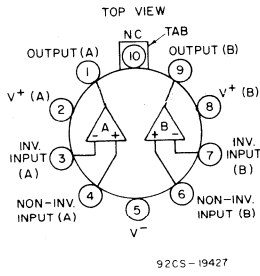 TOP VIEW
NC
TAB
OUTPUT (A)
OUTPUT (B)
10
1
9
V+ (A)
V+ (B)
2
8
A
B
- +
+ -
INV.
INPUT
(A)
3
7
INV.
INPUT
(B)
4
6
NON-INV.
INPUT (A)
5
V-
NON-INV.
INPUT (B)
92CS-19427